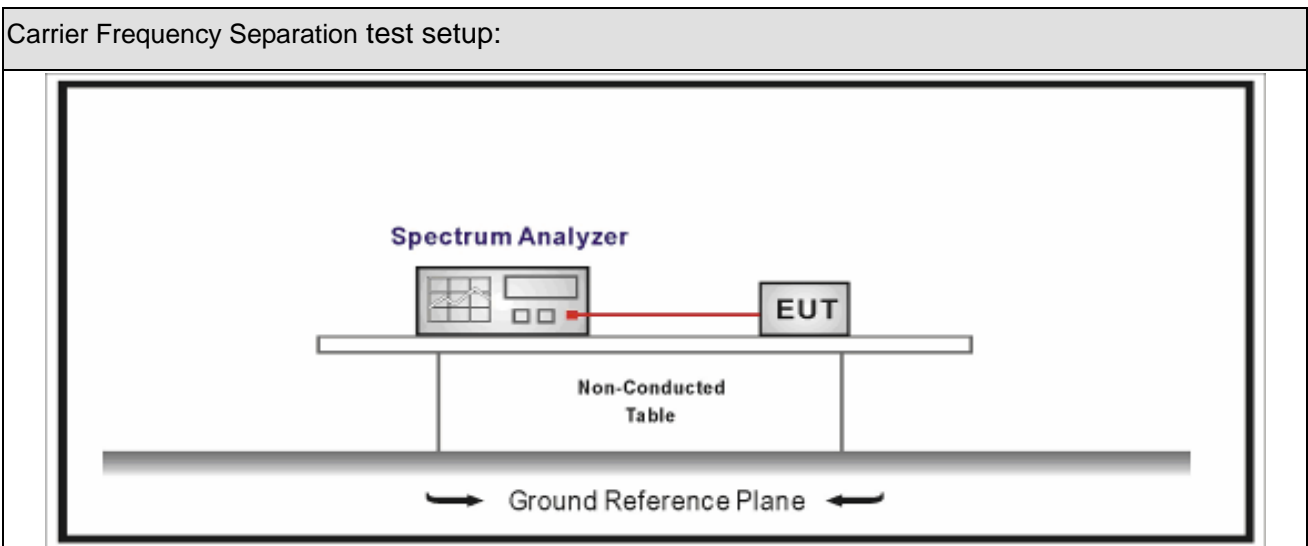 Carrier Frequency Separation test setup:
Spectrum Analyzer
EUT
Non-Conducted
Table
Ground Reference Plane